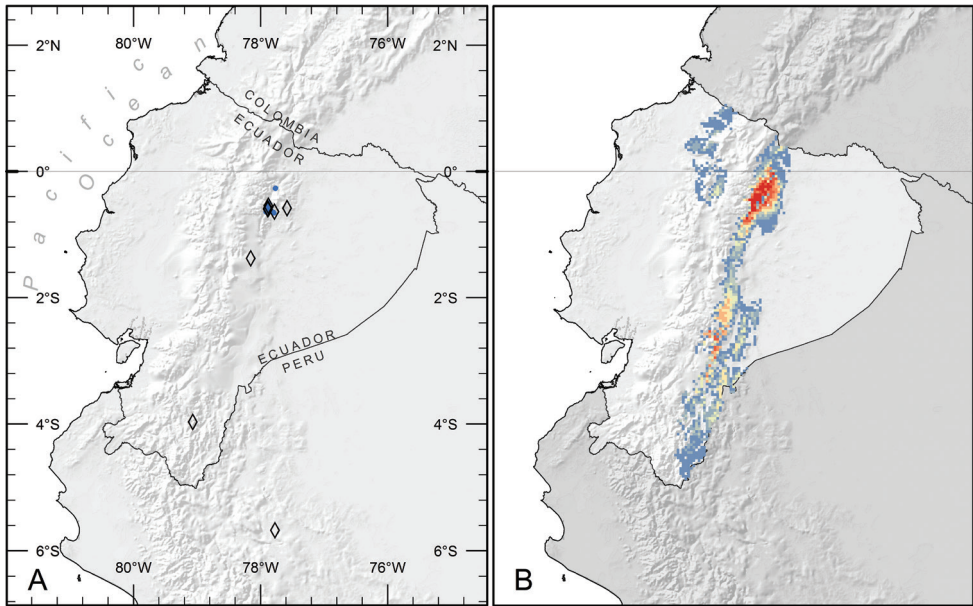 80°W 78°W 76°W
2°N 2°N
Pacific
Ocean
COLOMBIA
ECUADOR
0° 0°
2°S 2°S
ECUADOR
PERU
4°S 4°S
6°S 6°S
80°W 78°W 76°W
A
B